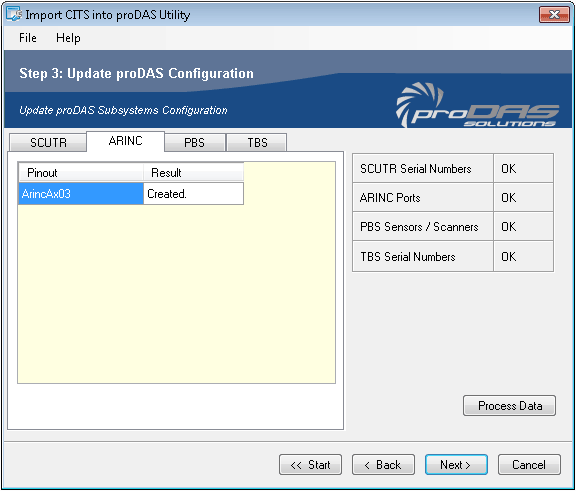 Import CITS into proDAS Utility
File Help
Step 3: Update proDAS Configuration
Update proDAS Subsystems Configuration
proDAS
SOLUTIONS
SCUTR ARINC PBS TBS
Pinout Result
ArincAx03 Created.
SCUTR Serial Numbers OK
ARINC Ports OK
PBS Sensors / Scanners OK
TBS Serial Numbers OK
Process Data
<< Start < Back Next > Cancel